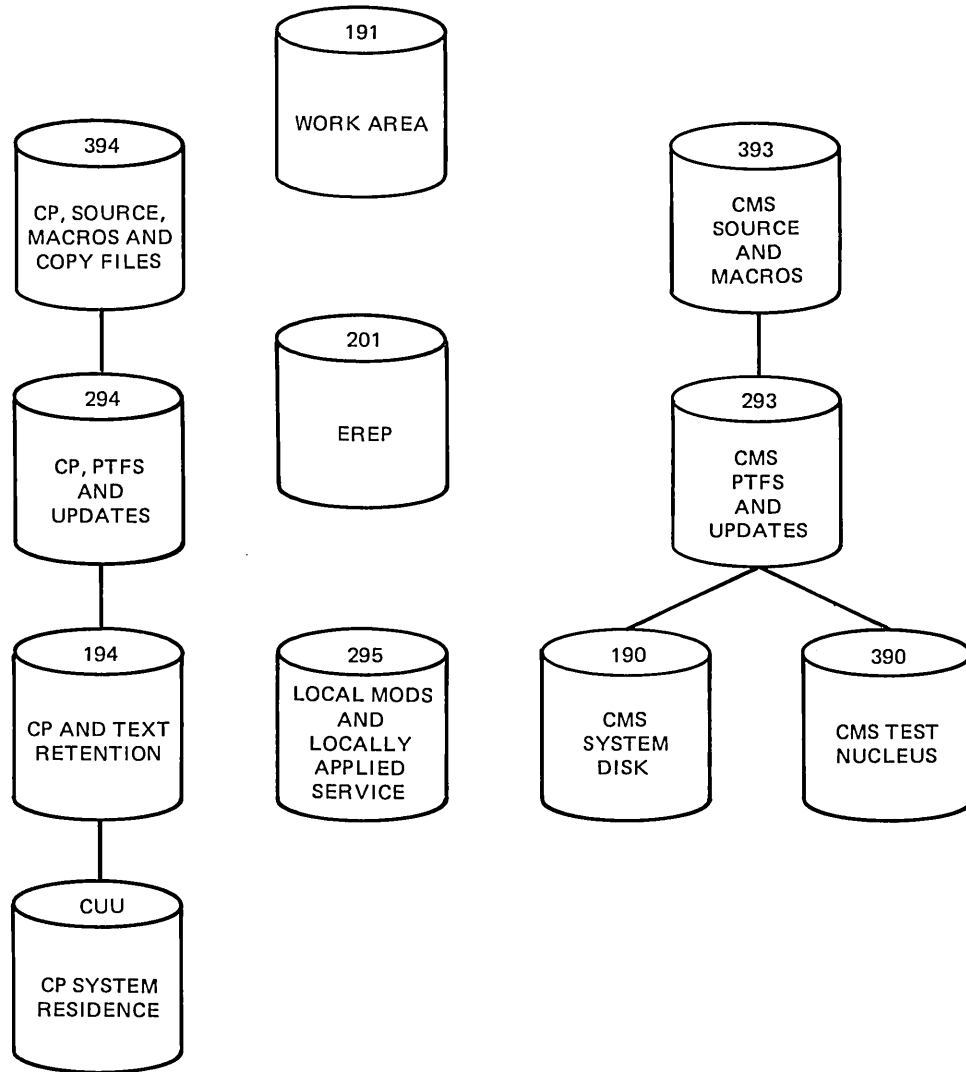 191
WORK AREA
394
CP, SOURCE,
MACROS AND
COPY FILES
393
CMS
SOURCE
AND
MACROS
201
EREP
294
CP, PTFS
AND
UPDATES
293
CMS
PTFS
AND
UPDATES
194
CP AND TEXT
RETENTION
295
LOCAL MODS
AND
LOCALLY
APPLIED
SERVICE
190
CMS
SYSTEM
DISK
390
CMS TEST
NUCLEUS
CUU
CP SYSTEM
RESIDENCE